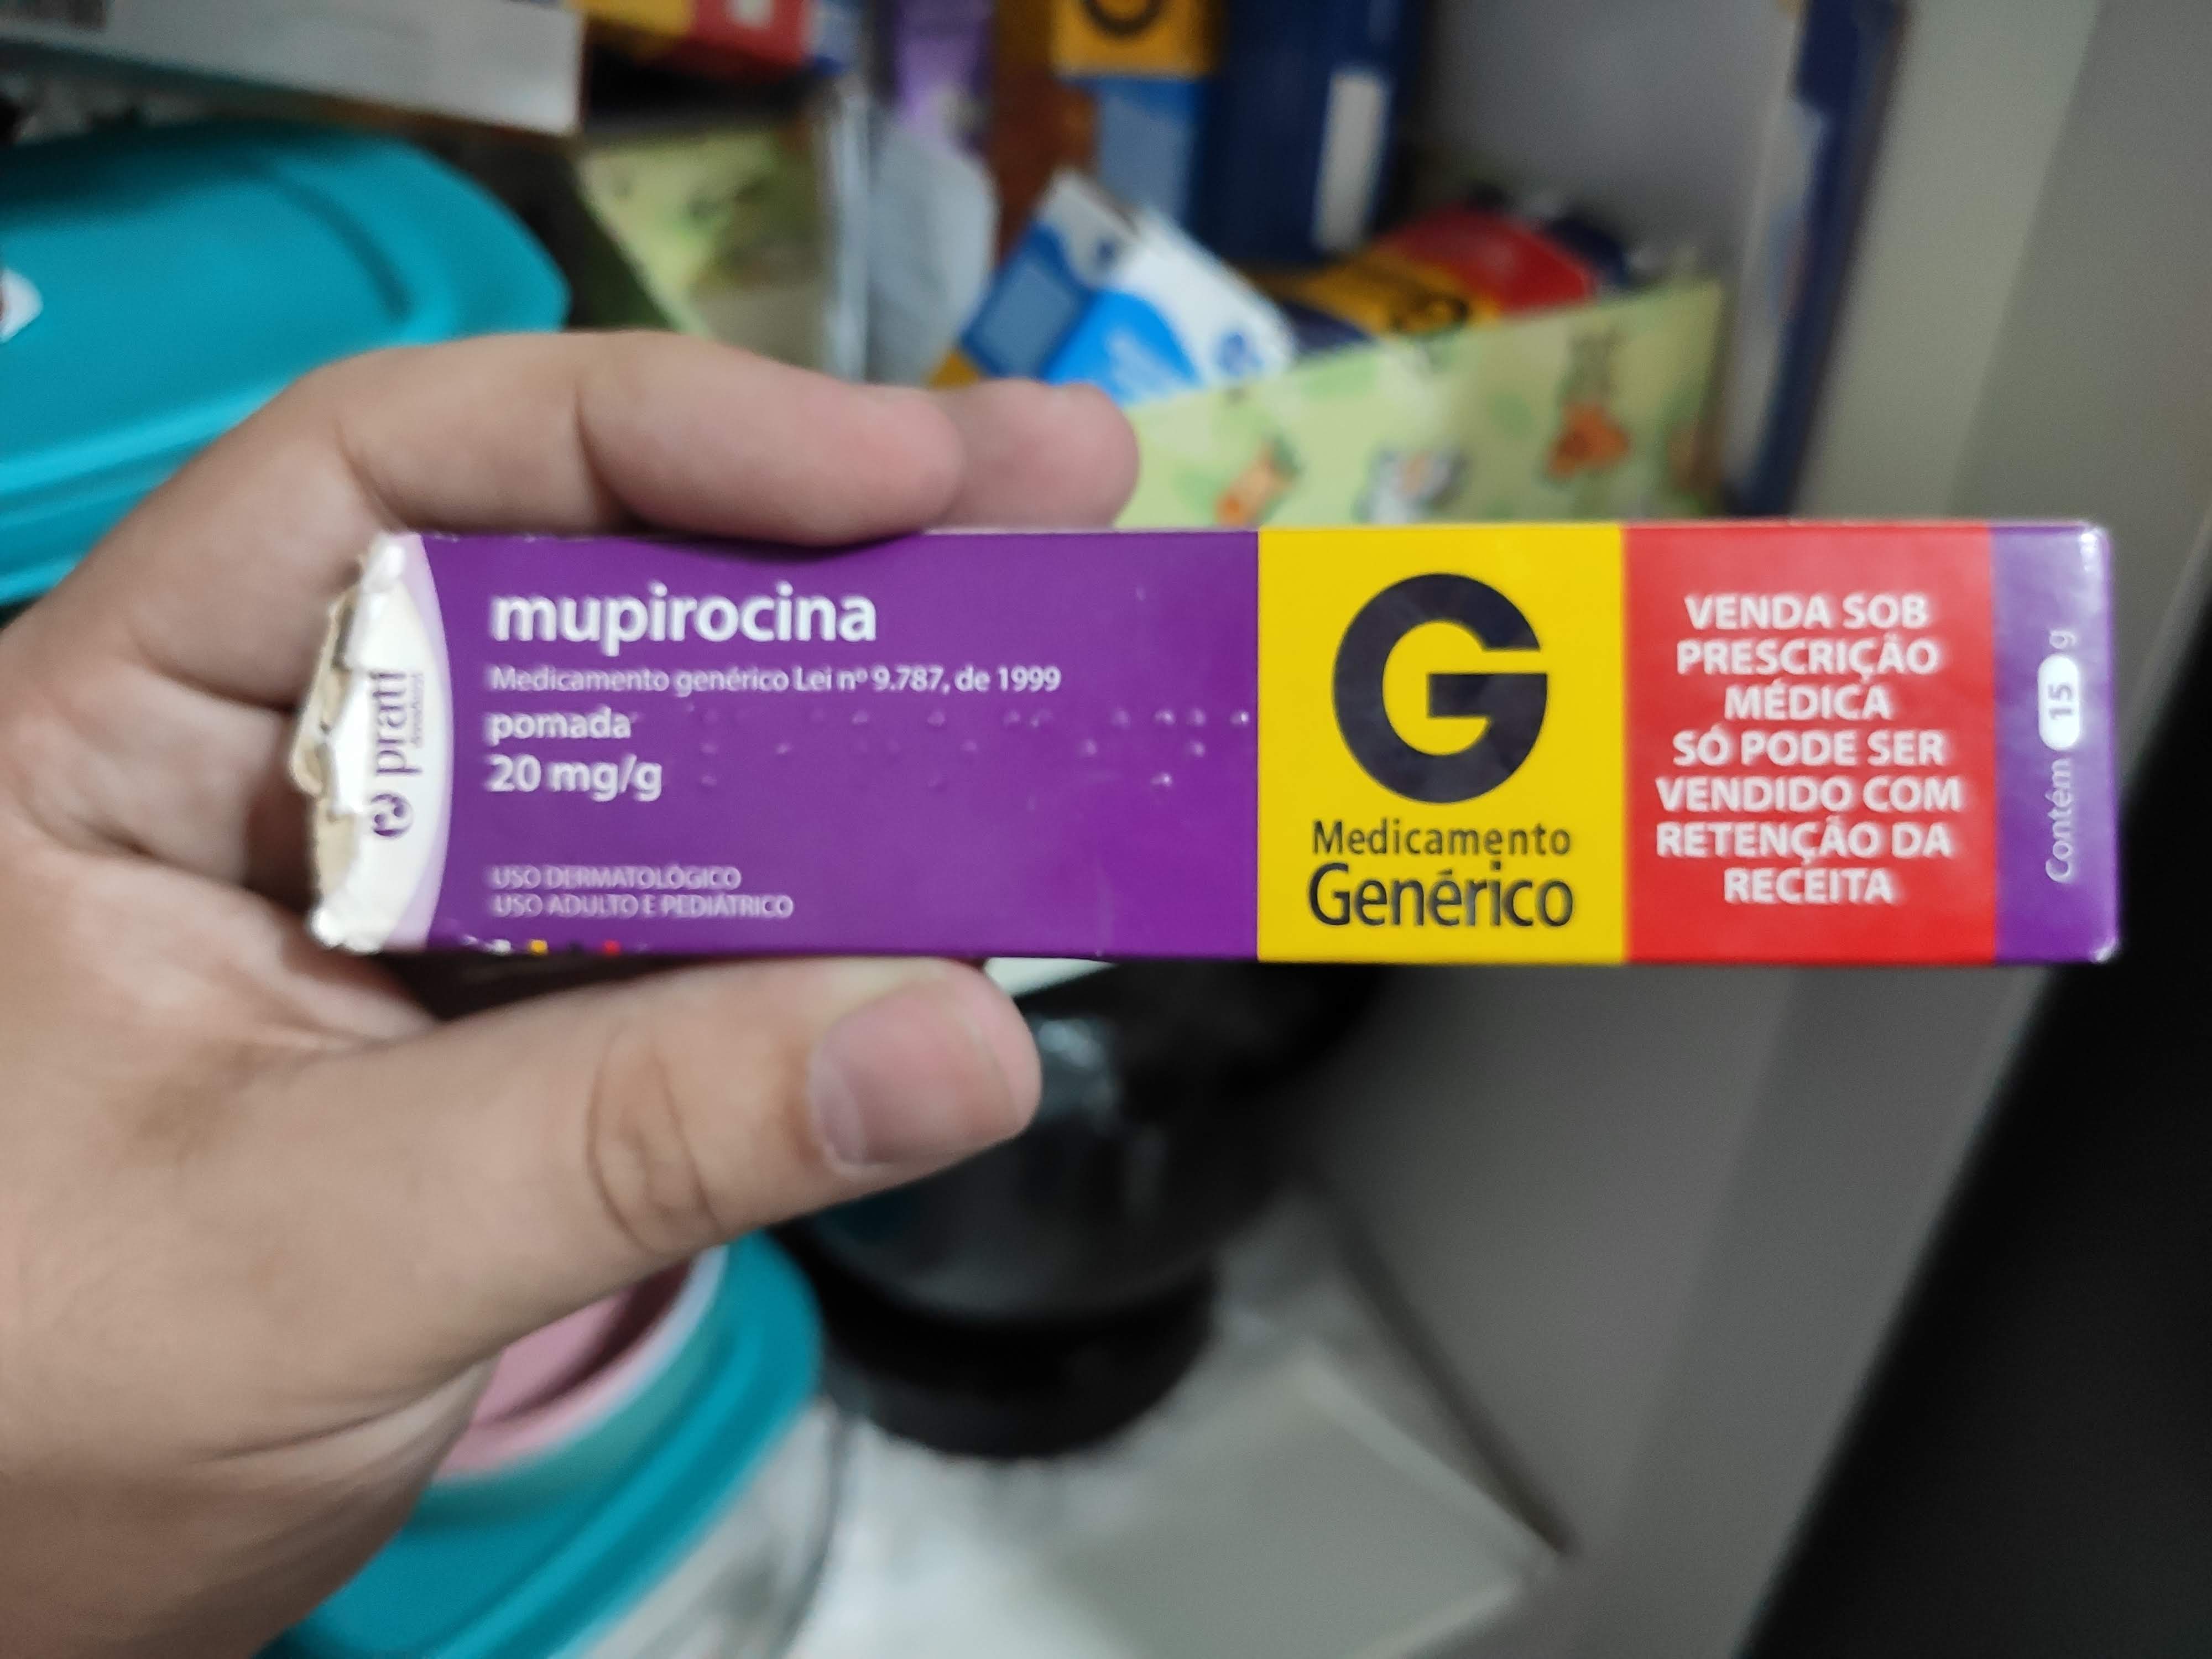 prati
mupirocina
Medicamento genérico Lei nº 9.787, de 1999
pomada
20 mg/g
USO DERMATOLÓGICO
USO ADULTO E PEDIÁTRICO
G
Medicamento
Genérico
VENDA SOB
PRESCRIÇÃO
MÉDICA
SÓ PODE SER
VENDIDO COM
RETENÇÃO DA
RECEITA
Contém 15 g